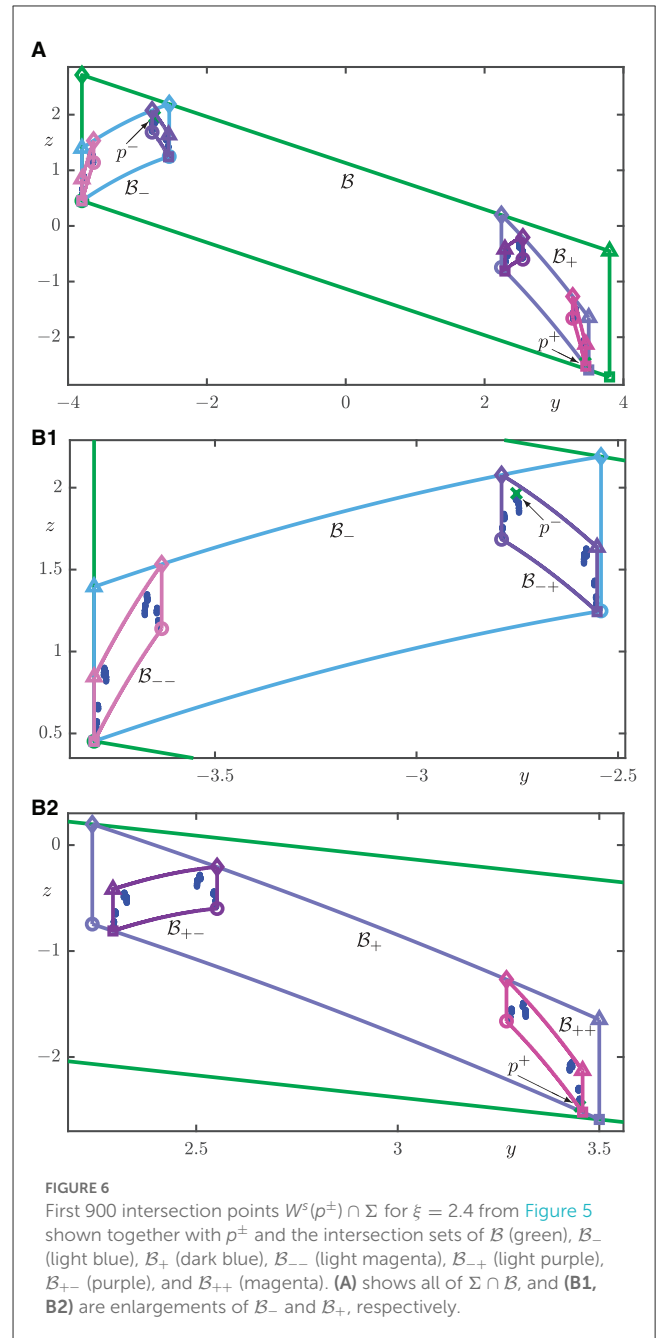 A
2
1
0
−1
−2
z
p⁻
ℬ₋
ℬ
ℬ₊
p⁺
−4
−2
0
2
y
4
B1
2
z
1.5
1
0.5
ℬ₋
p⁻
ℬ₋₊
ℬ₋₋
−3.5
−3
y
−2.5
B2
0
z
−1
−2
ℬ₊₋
ℬ₊
ℬ₊₊
p⁺
2.5
3
y
3.5
FIGURE 6
First 900 intersection points Wˢ(p±) ∩ Σ for ξ = 2.4 from Figure 5
shown together with p± and the intersection sets of ℬ (green), ℬ₋
(light blue), ℬ₊ (dark blue), ℬ₋₋ (light magenta), ℬ₋₊ (light purple),
ℬ₊₋ (purple), and ℬ₊₊ (magenta). (A) shows all of Σ ∩ ℬ, and (B1,
B2) are enlargements of ℬ₋ and ℬ₊, respectively.